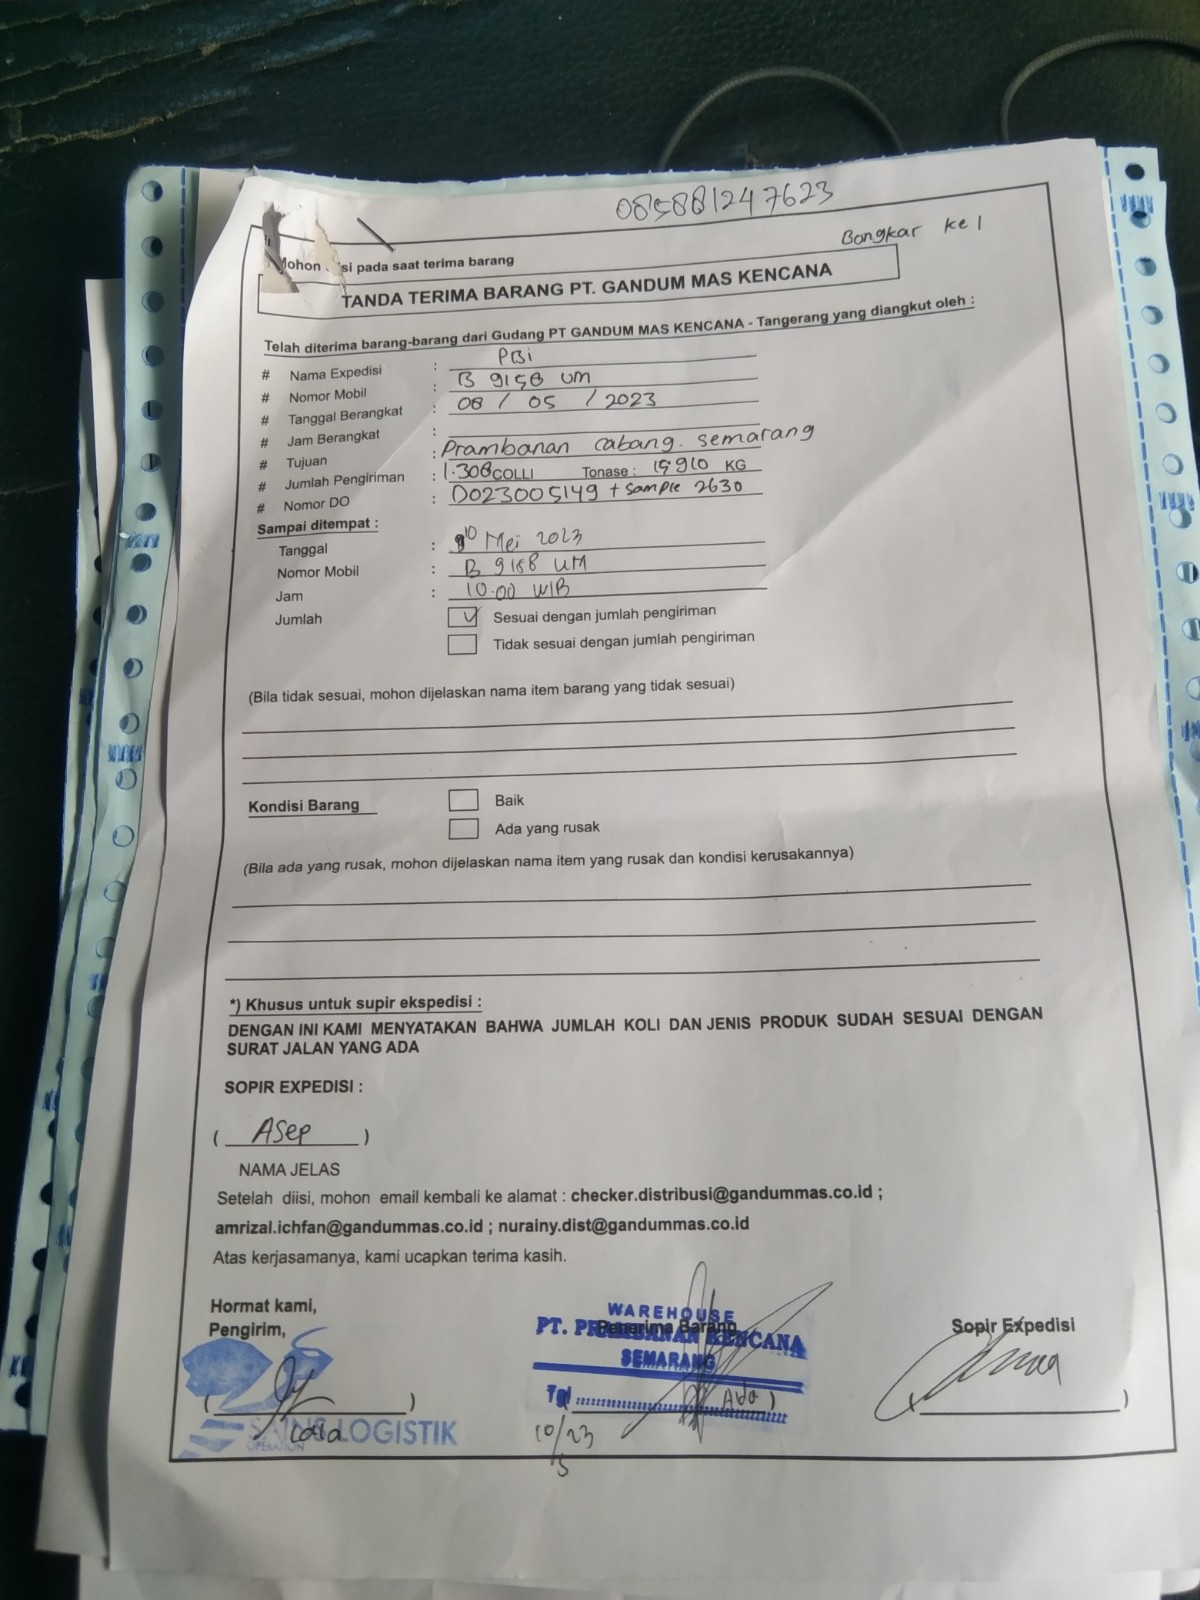 085881247623
Bongkar ke 1
Mohon si pada saat terima barang
TANDA TERIMA BARANG PT. GANDUM MAS KENCANA
Telah diterima barang-barang dari Gudang PT GANDUM MAS KENCANA - Tangerang yang diangkut oleh :
# Nama Expedisi : PBi
# Nomor Mobil : B 9158 UM
# Tanggal Berangkat : 08 / 05 / 2023
# Jam Berangkat :
# Tujuan : Prambanan cabang. semarang
# Jumlah Pengiriman : 1.308 COLLI Tonase : 15.910 KG
# Nomor DO : DO23005149 + sample 2630
Sampai ditempat :
Tanggal : 10 Mei 2023
Nomor Mobil : B 9158 UM
Jam : 10.00 WIB
Jumlah Sesuai dengan jumlah pengiriman
Tidak sesuai dengan jumlah pengiriman
(Bila tidak sesuai, mohon dijelaskan nama item barang yang tidak sesuai)
Kondisi Barang Baik
Ada yang rusak
(Bila ada yang rusak, mohon dijelaskan nama item yang rusak dan kondisi kerusakannya)
*) Khusus untuk supir ekspedisi :
DENGAN INI KAMI MENYATAKAN BAHWA JUMLAH KOLI DAN JENIS PRODUK SUDAH SESUAI DENGAN
SURAT JALAN YANG ADA
SOPIR EXPEDISI :
( Asep )
NAMA JELAS
Setelah diisi, mohon email kembali ke alamat : checker.distribusi@gandummas.co.id ;
amrizal.ichfan@gandummas.co.id ; nurainy.dist@gandummas.co.id
Atas kerjasamanya, kami ucapkan terima kasih.
Hormat kami,
Pengirim,
WAREHOUSE
Penerima Barang
PT. PRAMBANAN KENCANA
SEMARANG
Tgl
10/23
5
Sopir Expedisi
LOGISTIK
OPERATION